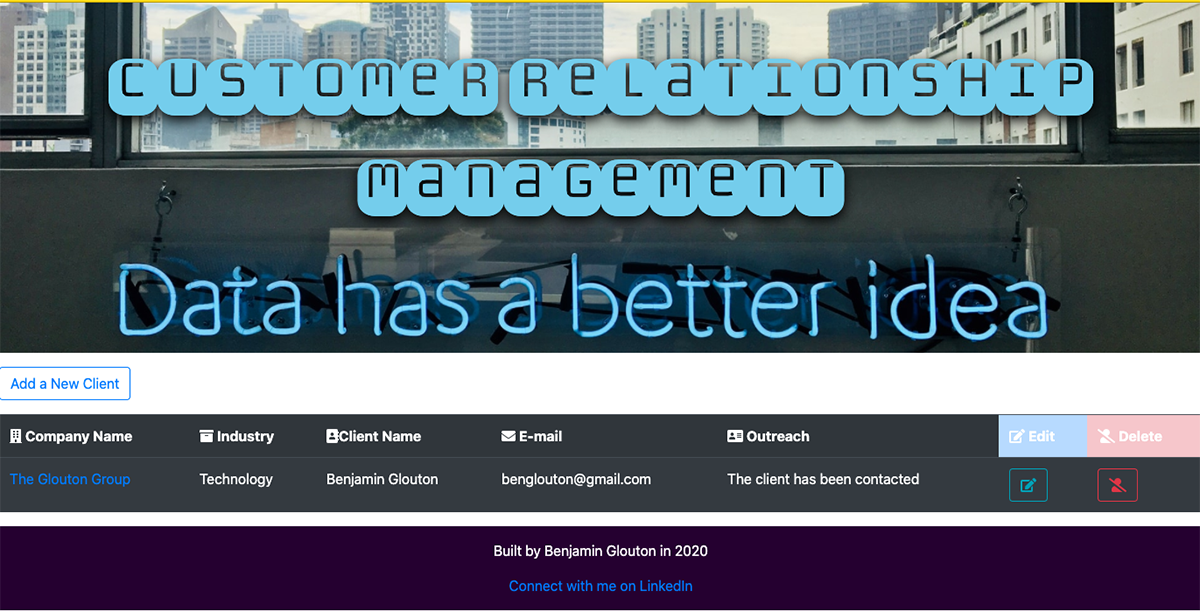 Customer Relationship
Management
Data has a better idea
Add a New Client
Company Name Industry Client Name E-mail Outreach Edit Delete
The Glouton Group Technology Benjamin Glouton benglouton@gmail.com The client has been contacted
Built by Benjamin Glouton in 2020
Connect with me on LinkedIn